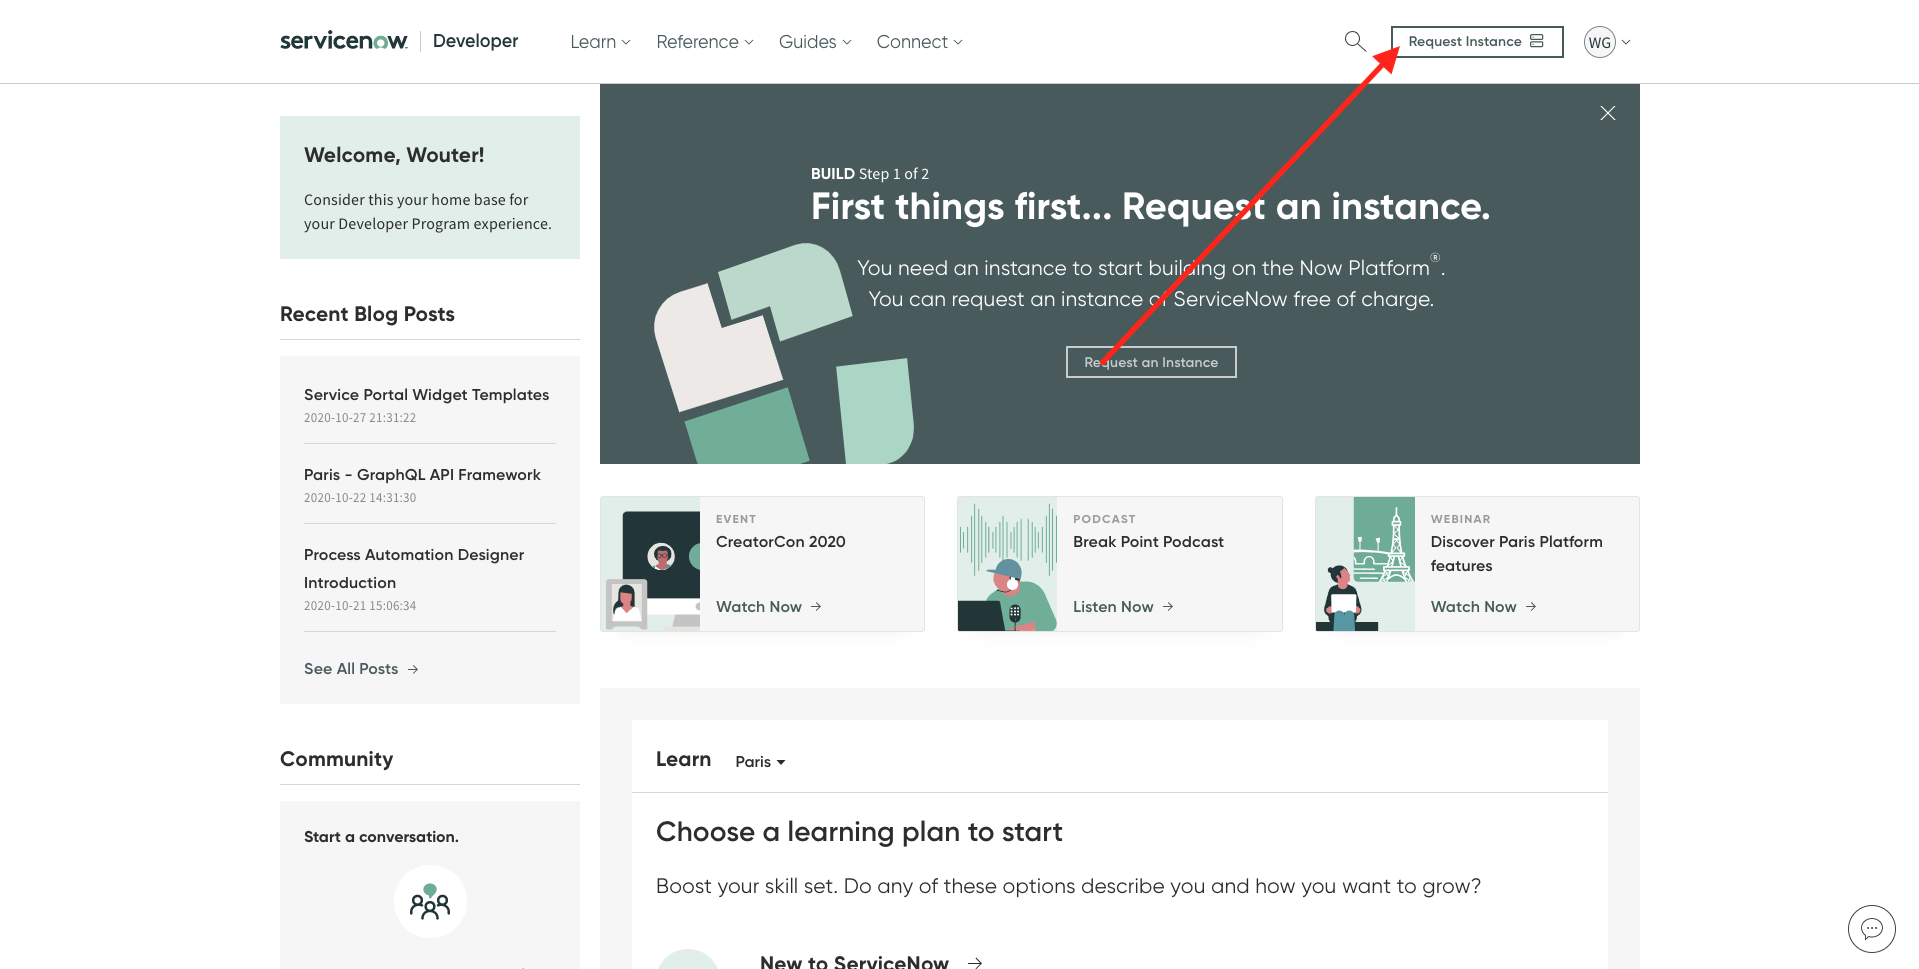 servicenow Developer Learn Reference Guides Connect Request Instance WG
Welcome, Wouter!
Consider this your home base for
your Developer Program experience.
BUILD Step 1 of 2
First things first... Request an instance.
You need an instance to start building on the Now Platform®.
You can request an instance of ServiceNow free of charge.
Request an Instance
Recent Blog Posts
Service Portal Widget Templates
2020-10-27 21:31:22
Paris - GraphQL API Framework
2020-10-22 14:31:30
Process Automation Designer
Introduction
2020-10-21 15:06:34
See All Posts →
EVENT
CreatorCon 2020
Watch Now →
PODCAST
Break Point Podcast
Listen Now →
WEBINAR
Discover Paris Platform
features
Watch Now →
Community
Start a conversation.
Learn Paris
Choose a learning plan to start
Boost your skill set. Do any of these options describe you and how you want to grow?
New to ServiceNow →